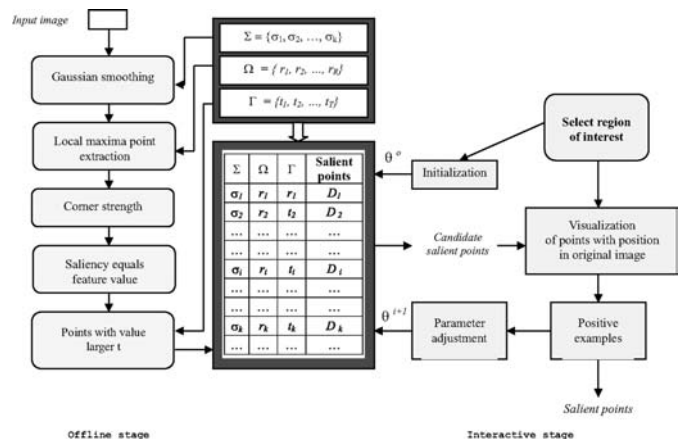 Input image
Gaussian smoothing
Local maxima point
extraction
Corner strength
Saliency equals
feature value
Points with value
larger t
Σ = {σ1, σ2, …, σk}
Ω = { r1, r2, ..., rR}
Γ = {t1, t2, ..., tT}
Σ Ω Γ Salient
points
σ1 r1 r1 D1
σ2 r2 t2 D2
... ... ... ...
... ... ... ...
σi ri ti Di
... ... ... ...
... ... ... ...
σk rk tk Dk
... ... ... ...
θ o
Initialization
Select region
of interest
Candidate
salient points
Visualization
of points with position
in original image
θ i+1
Parameter
adjustment
Positive
examples
Salient points
Offline stage
Interactive stage